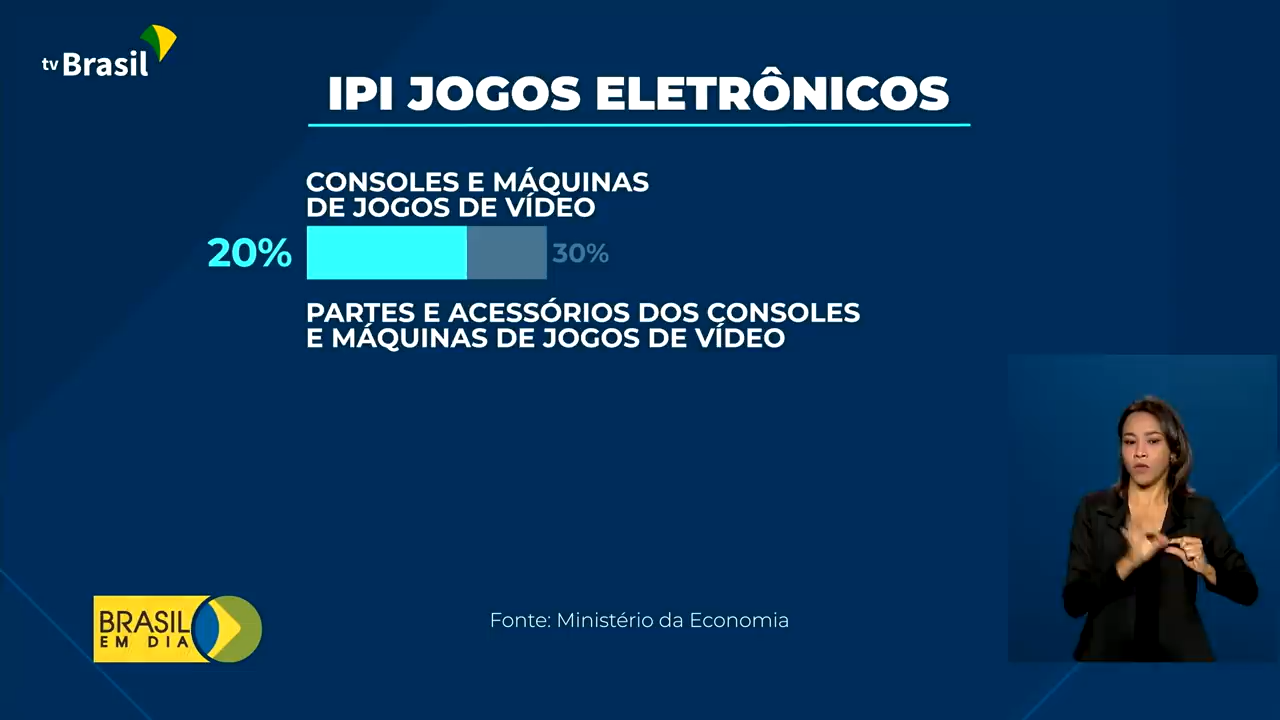 tv Brasil
IPI JOGOS ELETRÔNICOS
CONSOLES E MÁQUINAS
DE JOGOS DE VÍDEO
20%
30%
PARTES E ACESSÓRIOS DOS CONSOLES
E MÁQUINAS DE JOGOS DE VÍDEO
BRASIL
EM DIA
Fonte: Ministério da Economia